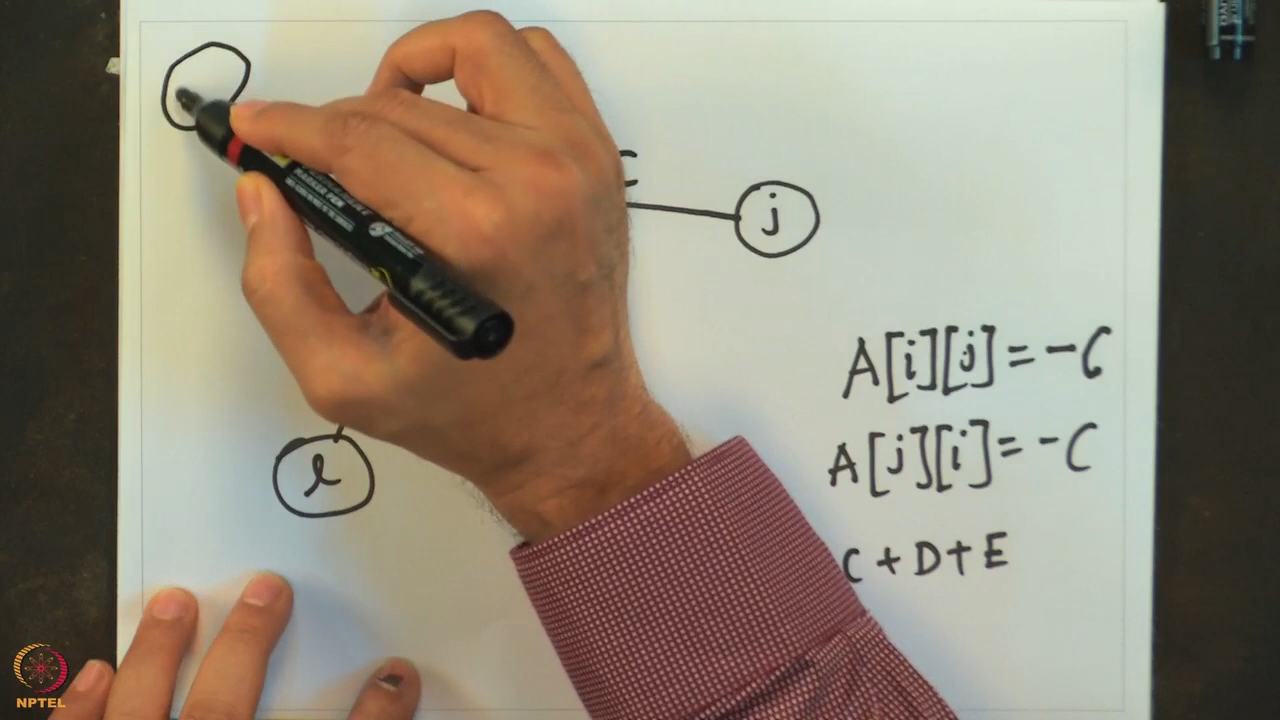 j
A[i][j] = -C
A[j][i] = -C
C + D + E
l
NPTEL